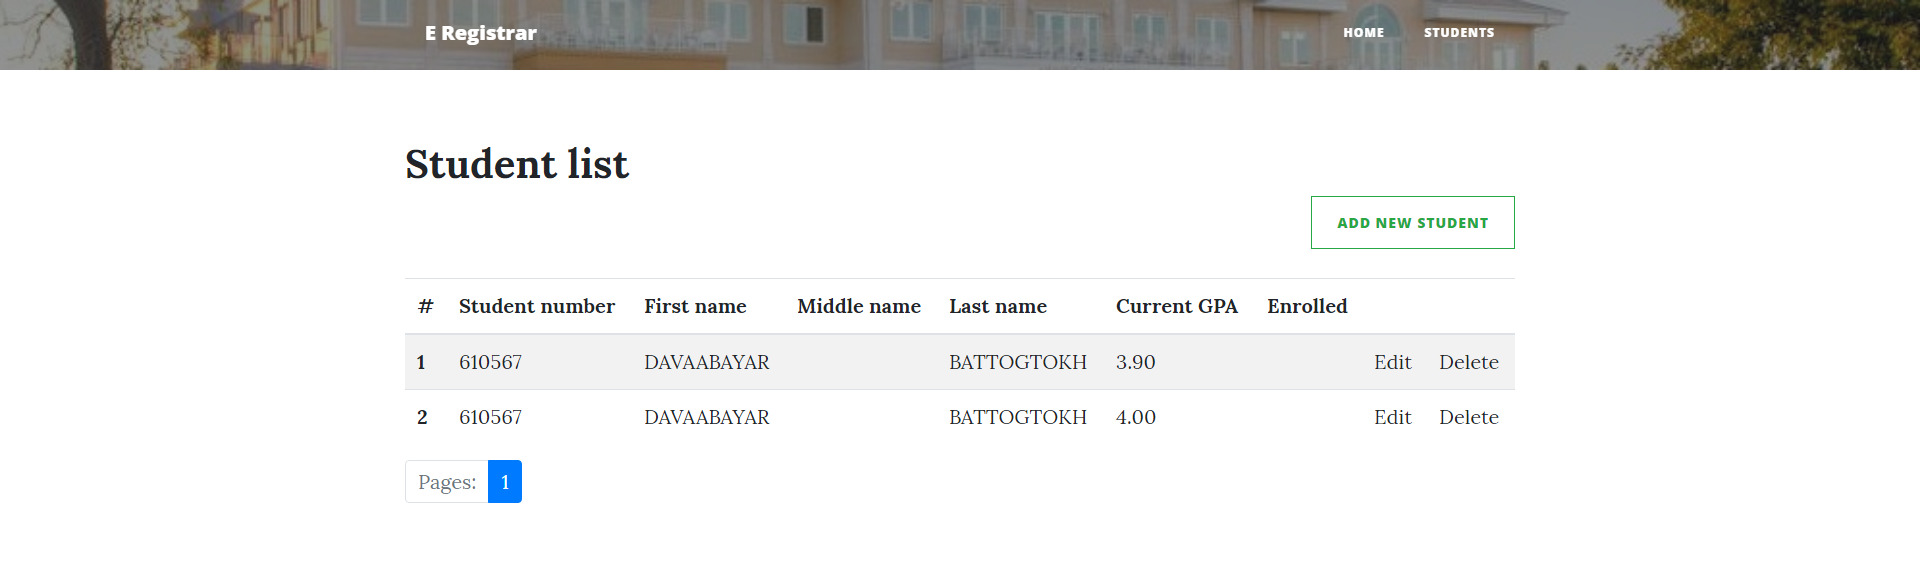 E Registrar HOME STUDENTS
Student list
ADD NEW STUDENT
# Student number First name Middle name Last name Current GPA Enrolled
1 610567 DAVAABAYAR BATTOGTOKH 3.90 Edit Delete
2 610567 DAVAABAYAR BATTOGTOKH 4.00 Edit Delete
Pages: 1